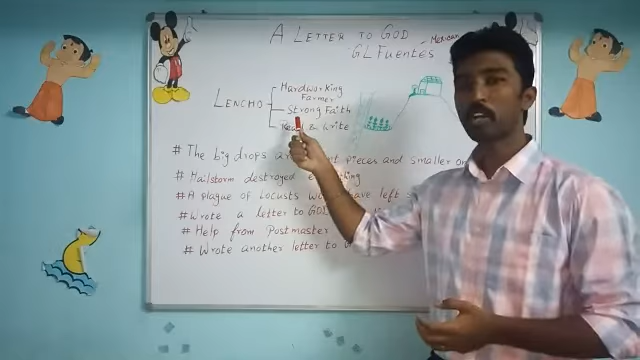 A Letter to God
GL Fuentes - Mexican
Lencho
Hardworking
Farmer
Strong Faith
Read & Write
# The big drops are pieces and smaller
# Hailstorm destroyed everything
# A plague of locusts would have left
# Wrote a letter to GOD
# Help from Postmaster
# Wrote another letter to